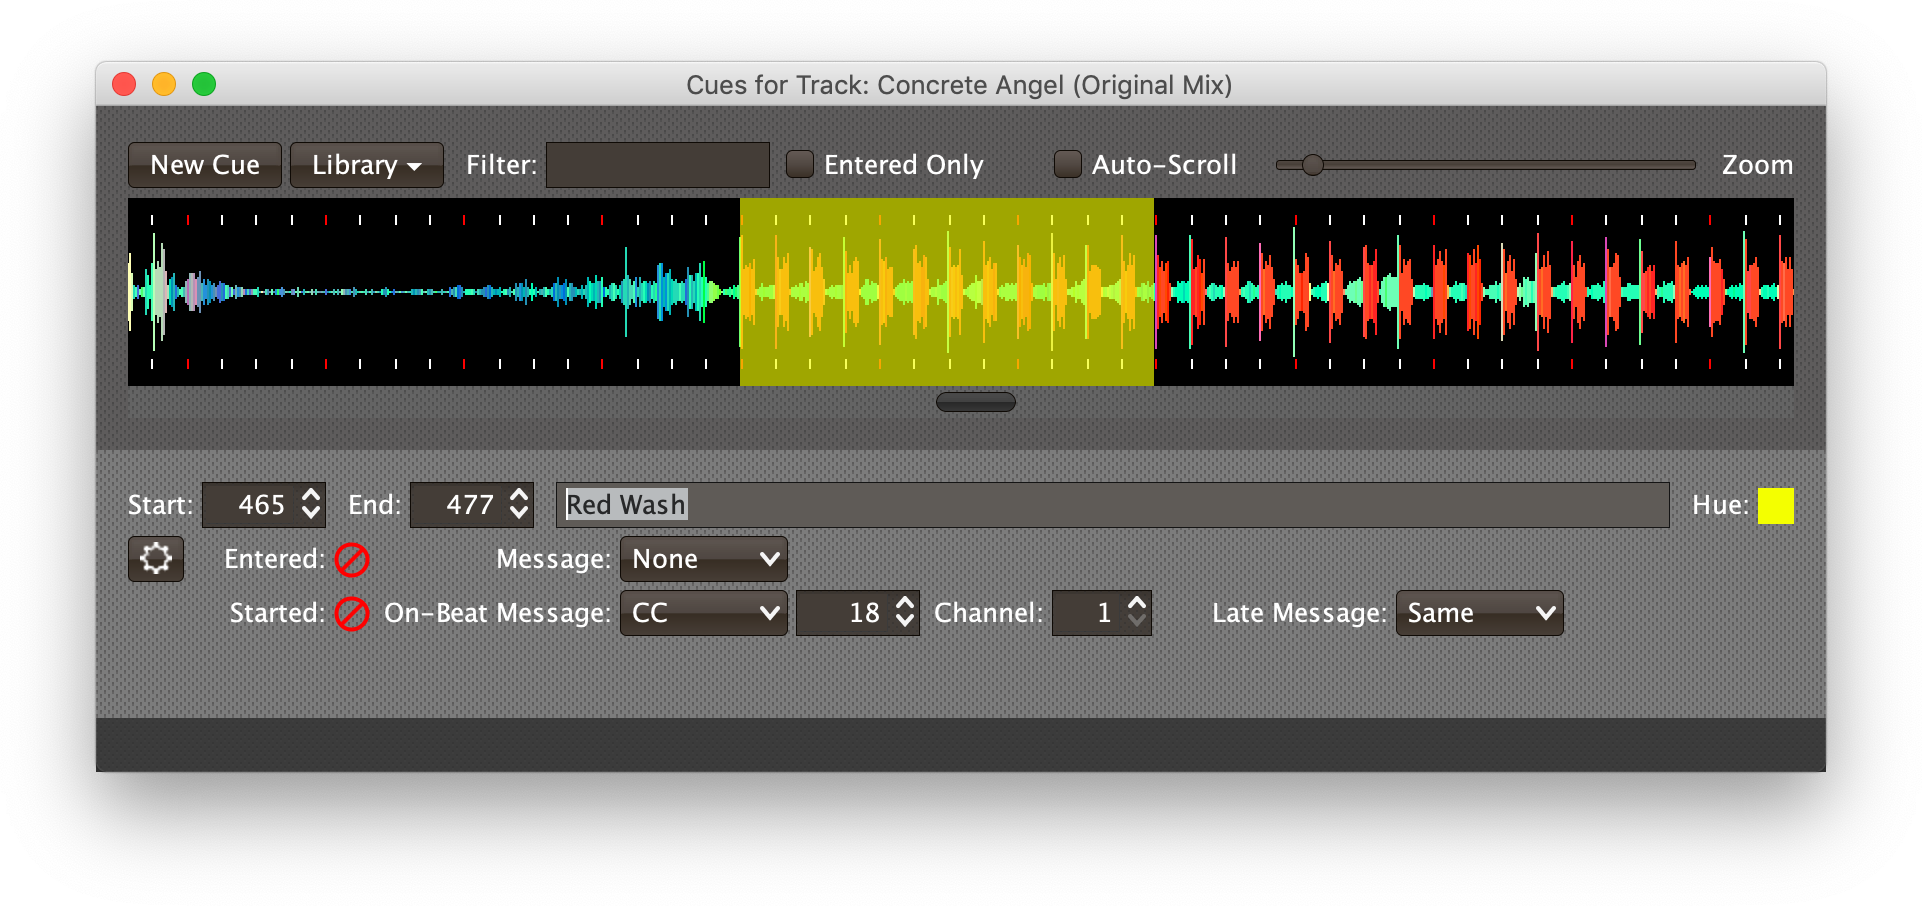 Cues for Track: Concrete Angel (Original Mix)
New Cue Library Filter: Entered Only Auto-Scroll Zoom
Start: 465 End: 477 Red Wash Hue:
Entered: Message: None
Started: On-Beat Message: CC 18 Channel: 1 Late Message: Same